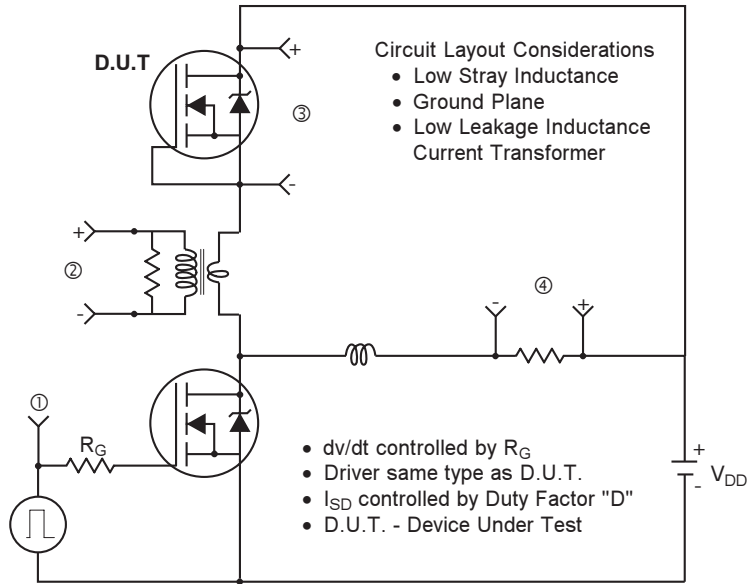 D.U.T
+
-
③
Circuit Layout Considerations
• Low Stray Inductance
• Ground Plane
• Low Leakage Inductance
Current Transformer
+
②
-
④
-
+
①
R_G
• dv/dt controlled by R_G
• Driver same type as D.U.T.
• I_SD controlled by Duty Factor "D"
• D.U.T. - Device Under Test
+
V_DD
-